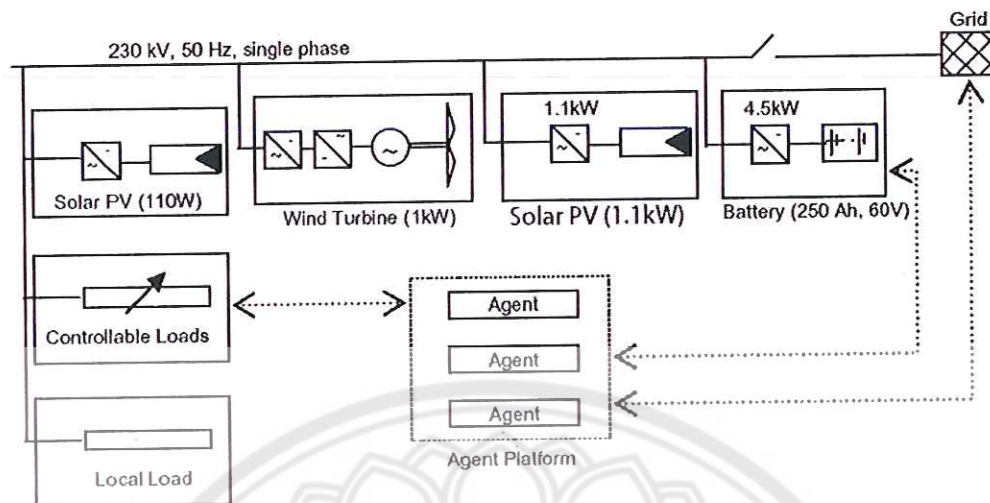 Grid
230 kV, 50 Hz, single phase
1.1kW
4.5kW
Solar PV (110W)
Wind Turbine (1kW)
Solar PV (1.1kW)
Battery (250 Ah, 60V)
Controllable Loads
Agent
Agent
Agent
Local Load
Agent Platform